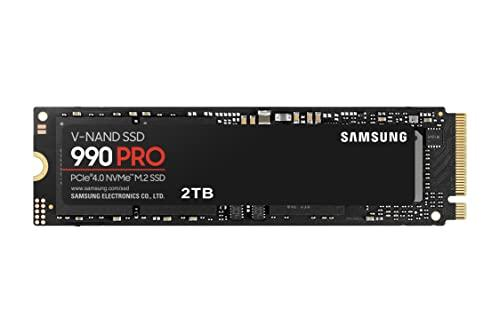 V-NAND SSD
990 PRO
PCIe® 4.0 NVMe™ M.2 SSD
www.samsung.com/ssd
SAMSUNG ELECTRONICS CO., LTD.
2TB
SAMSUNG